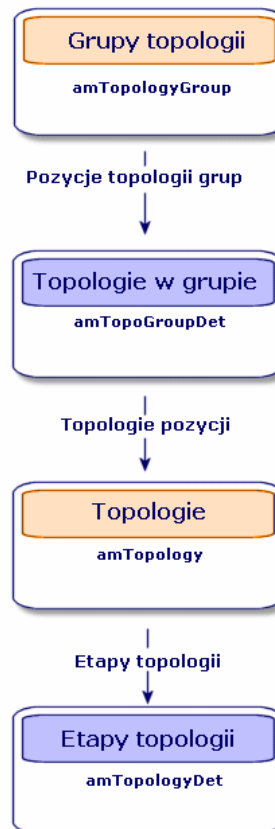 Grupy topologii
amTopologyGroup
Pozycje topologii grup
Topologie w grupie
amTopoGroupDet
Topologie pozycji
Topologie
amTopology
Etapy topologii
Etapy topologii
amTopologyDet